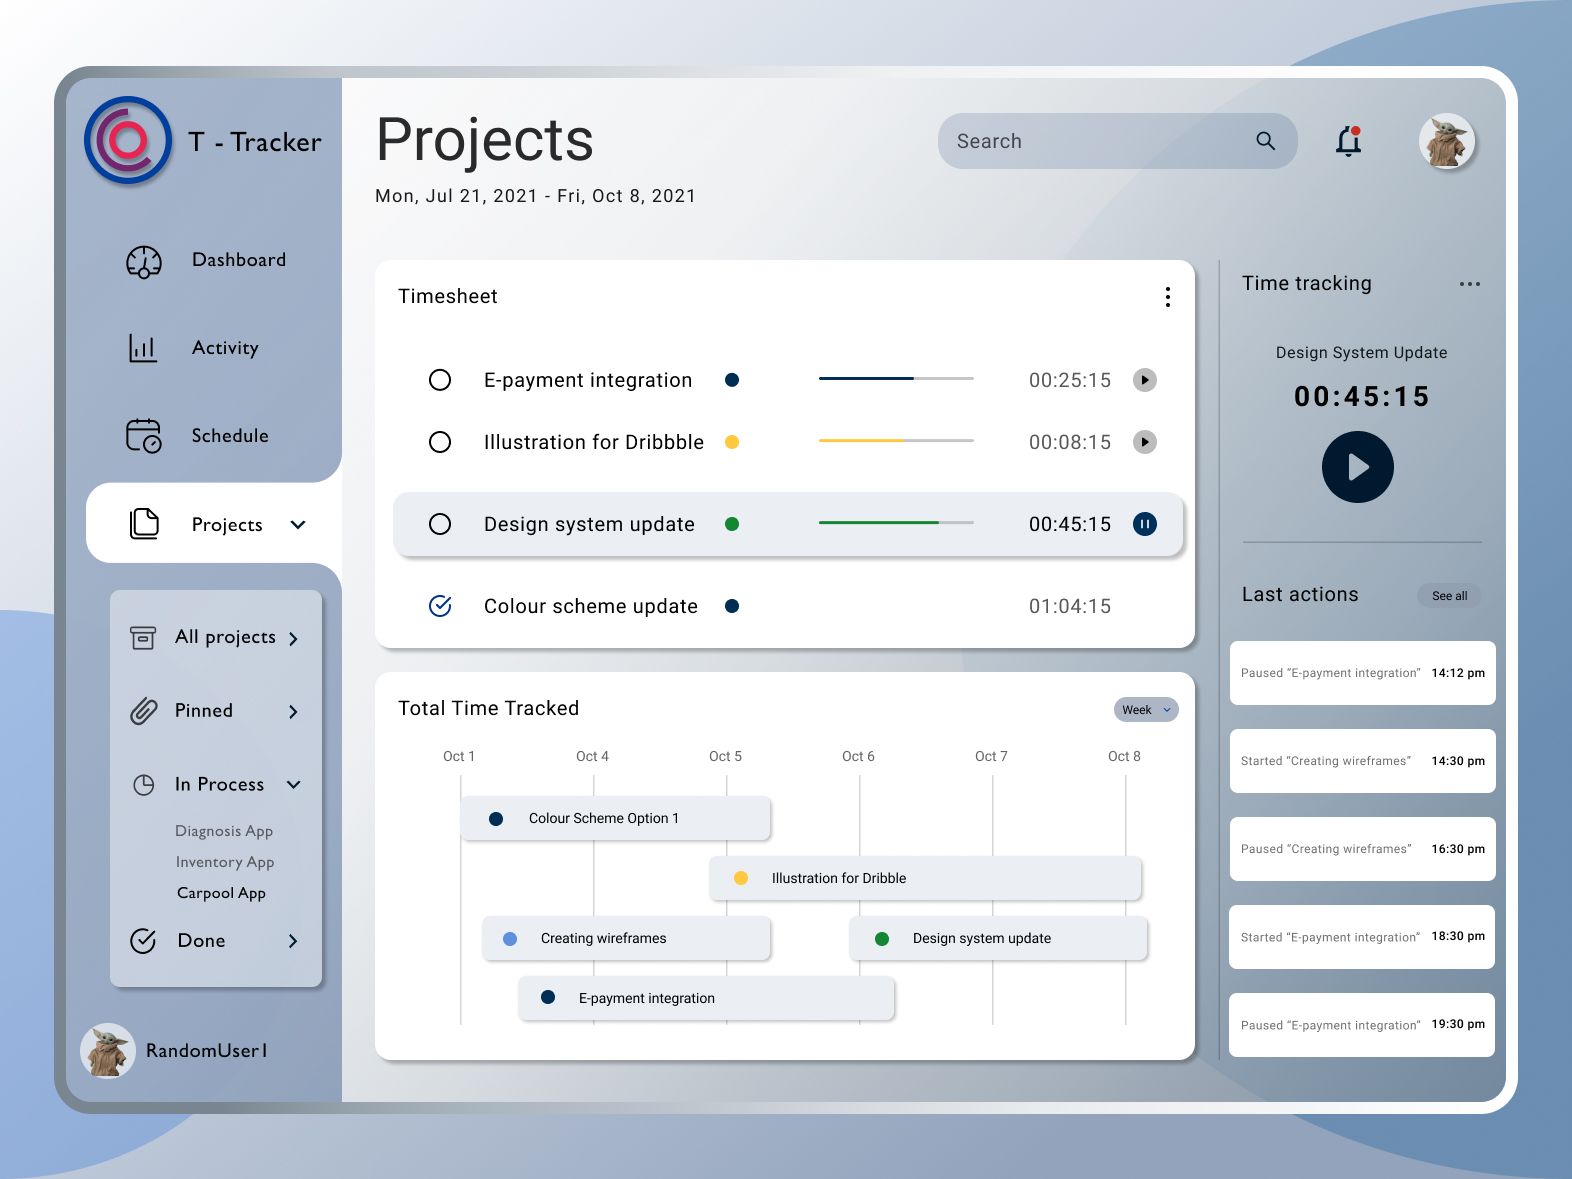 T - Tracker
Dashboard
Activity
Schedule
Projects
All projects
Pinned
In Process
Diagnosis App
Inventory App
Carpool App
Done
RandomUser1
Projects
Mon, Jul 21, 2021 - Fri, Oct 8, 2021
Search
Timesheet
E-payment integration 00:25:15
Illustration for Dribbble 00:08:15
Design system update 00:45:15
Colour scheme update 01:04:15
Total Time Tracked
Week
Oct 1 Oct 4 Oct 5 Oct 6 Oct 7 Oct 8
Colour Scheme Option 1
Illustration for Dribble
Creating wireframes Design system update
E-payment integration
Time tracking
Design System Update
00:45:15
Last actions See all
Paused “E-payment integration” 14:12 pm
Started “Creating wireframes” 14:30 pm
Paused “Creating wireframes” 16:30 pm
Started “E-payment integration” 18:30 pm
Paused “E-payment integration” 19:30 pm